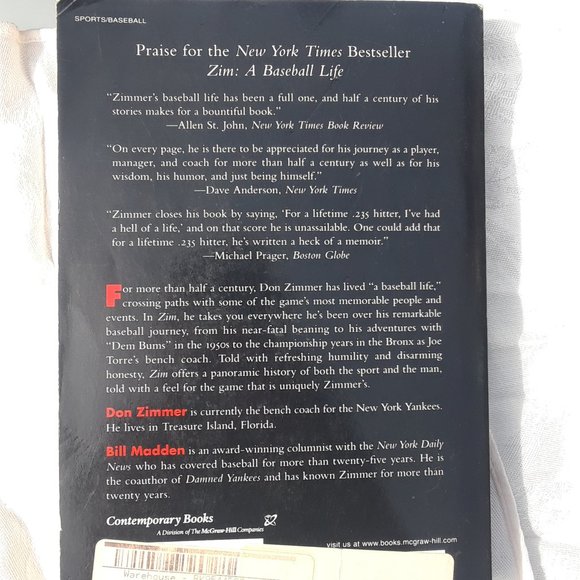 SPORTS/BASEBALL
Praise for the New York Times Bestseller
Zim: A Baseball Life
“Zimmer’s baseball life has been a full one, and half a century of his
stories makes for a bountiful book.”
—Allen St. John, New York Times Book Review
“On every page, he is to be appreciated for his journey as a player,
manager, and coach for more than half a century as well as for his
wisdom, his humor, and just being himself.”
—Dave Anderson, New York Times
“Zimmer closes his book by saying, ‘For a lifetime .235 hitter, I’ve had
a hell of a life,’ and on that score he is unassailable. One could add that
for a lifetime .235 hitter, he’s written a heck of a memoir.”
—Michael Prager, Boston Globe
For more than half a century, Don Zimmer has lived “a baseball life,”
crossing paths with some of the game’s most memorable people and
events. In Zim, he takes you everywhere he’s been over his remarkable
baseball journey, from his near-fatal beaning to his adventures with
“Dem Bums” in the 1950s to the championship years in the Bronx as Joe
Torre’s bench coach. Told with refreshing humility and disarming
honesty, Zim offers a panoramic history of both the sport and the man,
told with a feel for the game that is uniquely Zimmer’s.
Don Zimmer is currently the bench coach for the New York Yankees.
He lives in Treasure Island, Florida.
Bill Madden is an award-winning columnist with the New York Daily
News who has covered baseball for more than twenty-five years. He is
the coauthor of Damned Yankees and has known Zimmer for more than
twenty years.
Contemporary Books
A Division of The McGraw-Hill Companies
visit us at www.books.mcgraw-hill.com
Warehouse